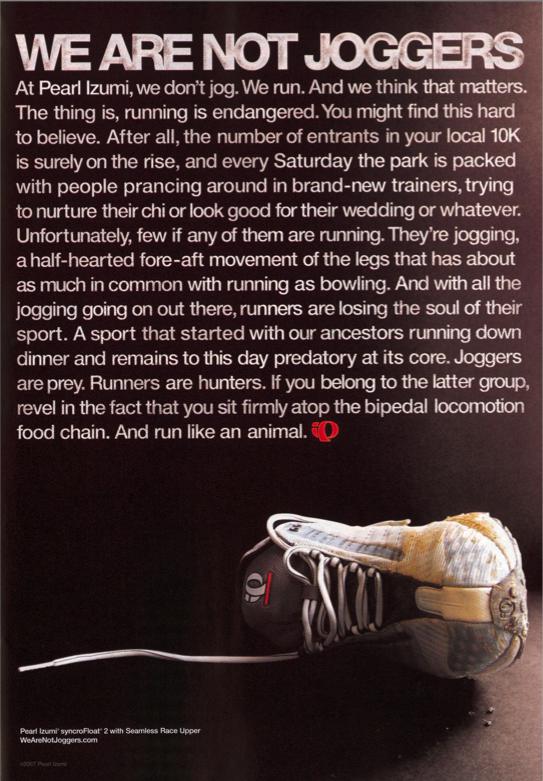 WE ARE NOT JOGGERS
At Pearl Izumi, we don't jog. We run. And we think that matters.
The thing is, running is endangered. You might find this hard
to believe. After all, the number of entrants in your local 10K
is surely on the rise, and every Saturday the park is packed
with people prancing around in brand-new trainers, trying
to nurture their chi or look good for their wedding or whatever.
Unfortunately, few if any of them are running. They're jogging,
a half-hearted fore-aft movement of the legs that has about
as much in common with running as bowling. And with all the
jogging going on out there, runners are losing the soul of their
sport. A sport that started with our ancestors running down
dinner and remains to this day predatory at its core. Joggers
are prey. Runners are hunters. If you belong to the latter group,
revel in the fact that you sit firmly atop the bipedal locomotion
food chain. And run like an animal.
Pearl Izumi® syncroFloat® 2 with Seamless Race Upper
WeAreNotJoggers.com
©2007 Pearl Izumi